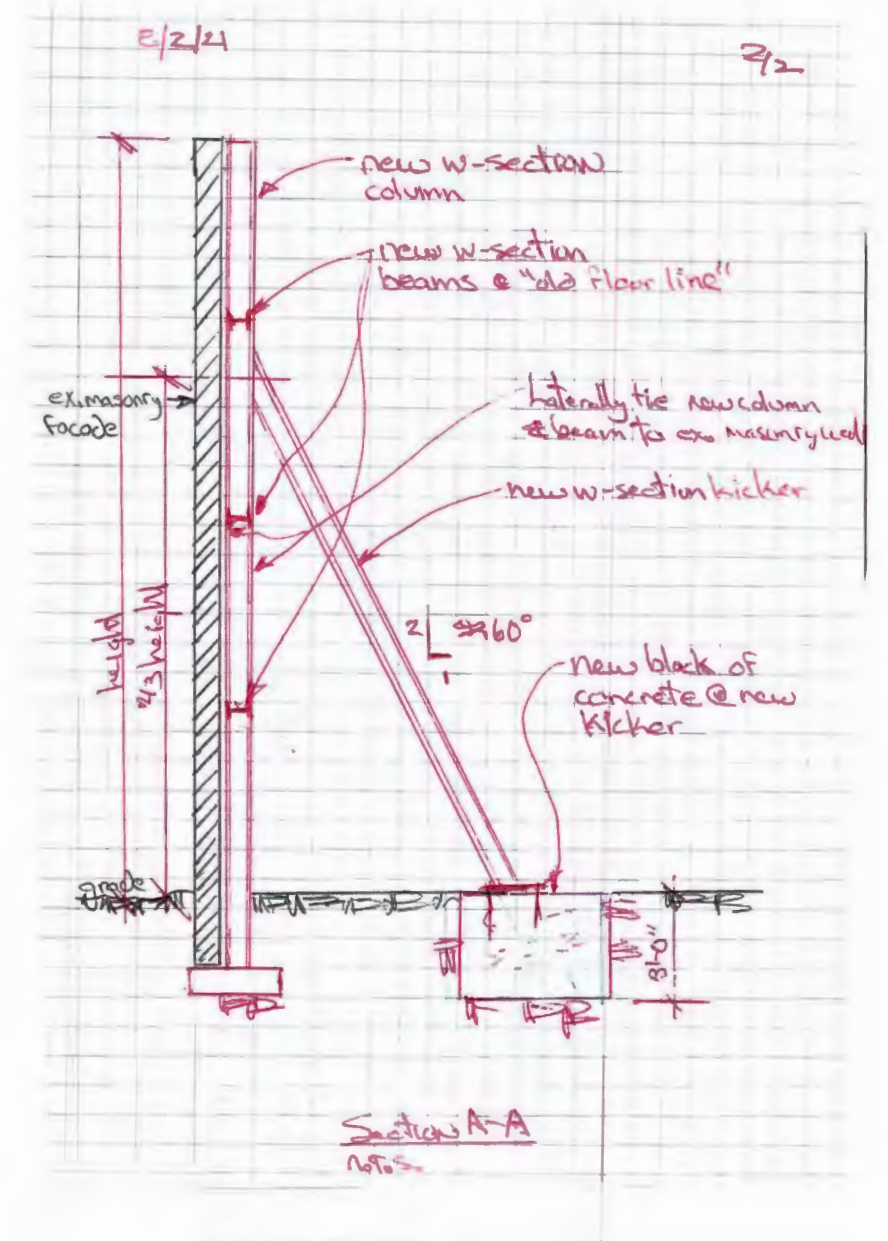 8/2/21
2/2
new w-section
column
new w-section
beams @ "old floor line"
ex. masonry
facade
Laterally tie new column
& beam to ex. masonry wall
new w-section kicker
height
2/3 height
2
60°
1
new block of
concrete @ new
kicker
grade
3'-0"
Section A-A
N.T.S.